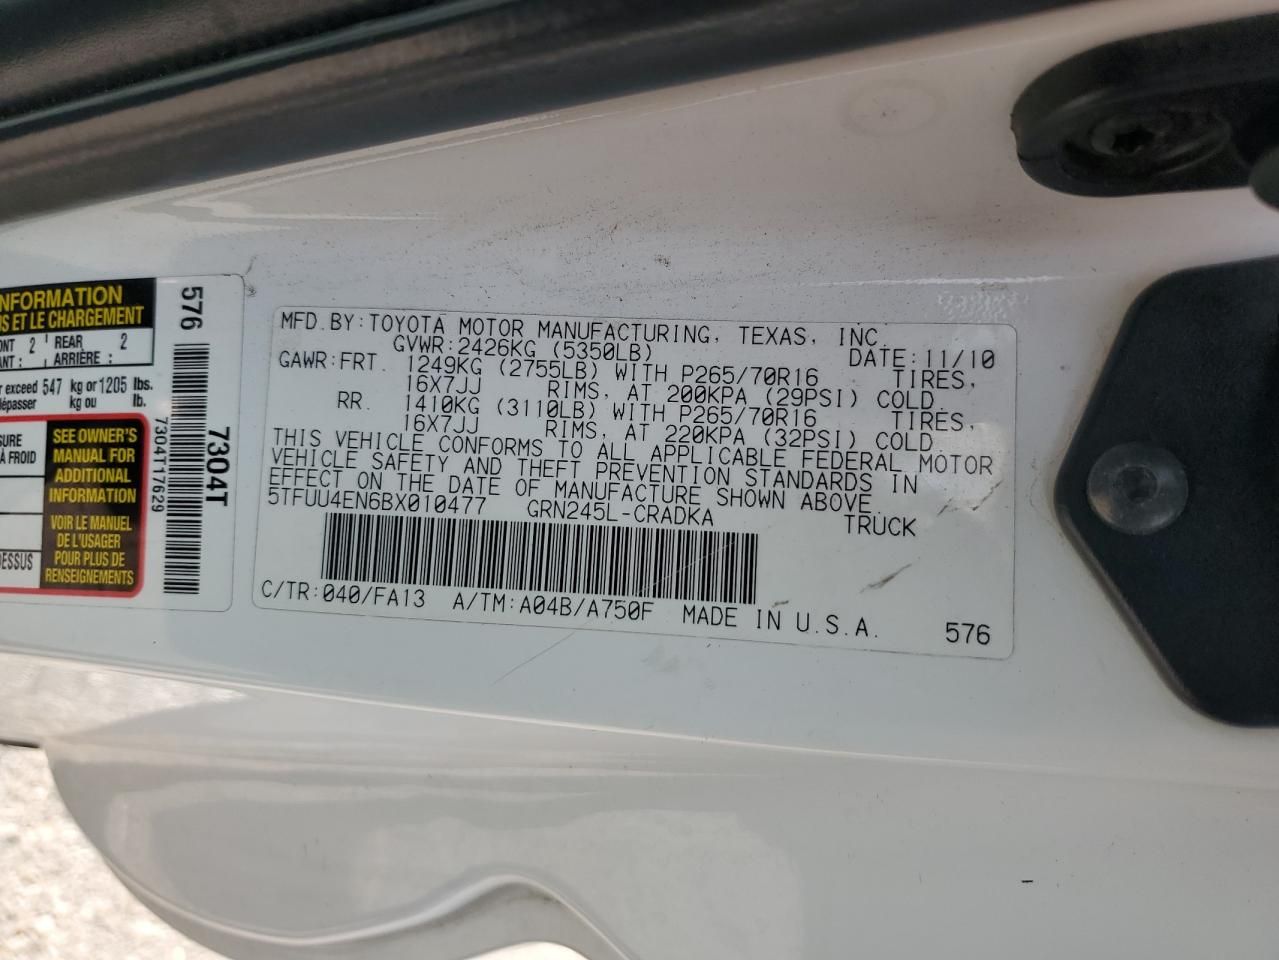 NFORMATION
S ET LE CHARGEMENT
ONT 2 REAR 2
ANT : ARRIÈRE :
r exceed 547 kg or 1205 lbs.
dépasser kg ou lb.
SURE
À FROID
DESSUS
SEE OWNER'S
MANUAL FOR
ADDITIONAL
INFORMATION
VOIR LE MANUEL
DE L'USAGER
POUR PLUS DE
RENSEIGNEMENTS
576
7304T
7304T17629
MFD.BY:TOYOTA MOTOR MANUFACTURING, TEXAS, INC.
GVWR:2426KG (5350LB) DATE:11/10
GAWR:FRT. 1249KG (2755LB) WITH P265/70R16 TIRES,
16X7JJ RIMS, AT 200KPA (29PSI) COLD
RR. 1410KG (3110LB) WITH P265/70R16 TIRES,
16X7JJ RIMS, AT 220KPA (32PSI) COLD
THIS VEHICLE CONFORMS TO ALL APPLICABLE FEDERAL MOTOR
VEHICLE SAFETY AND THEFT PREVENTION STANDARDS IN
EFFECT ON THE DATE OF MANUFACTURE SHOWN ABOVE.
5TFUU4EN6BX010477 GRN245L-CRADKA TRUCK
C/TR:040/FA13 A/TM:A04B/A750F MADE IN U.S.A. 576